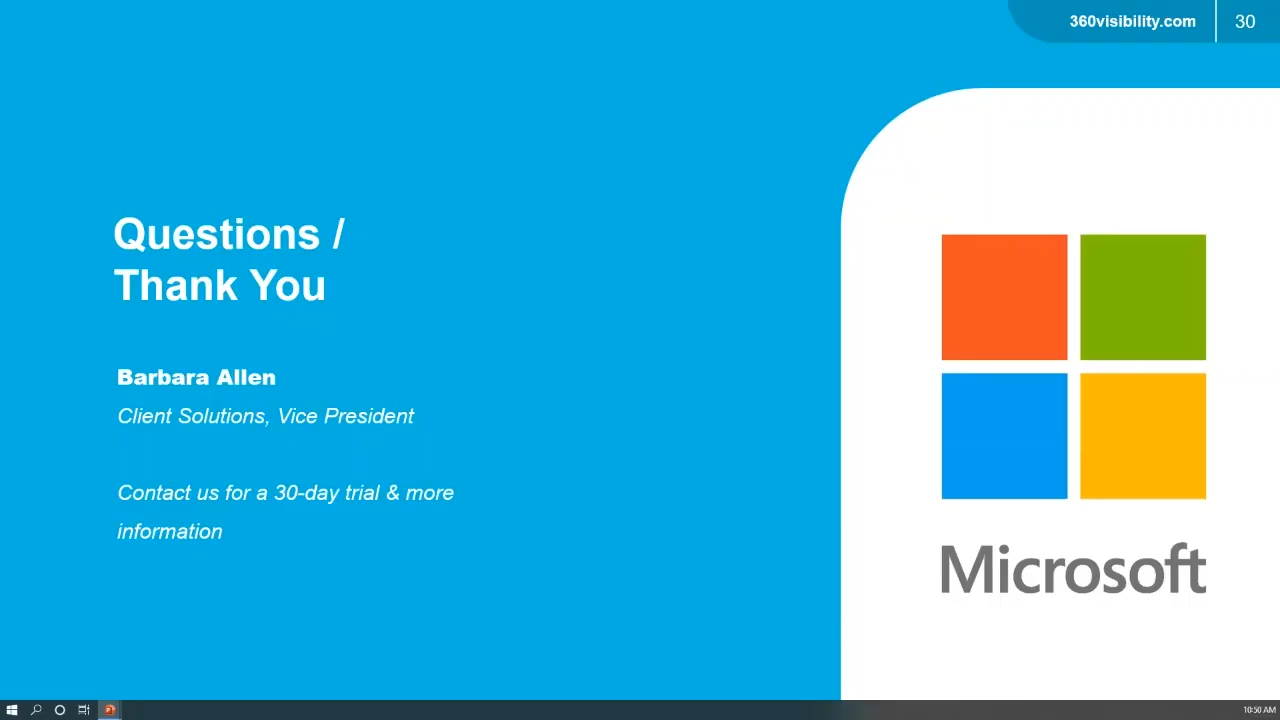 360visibility.com 30
Questions /
Thank You
Barbara Allen
Client Solutions, Vice President
Contact us for a 30-day trial & more
information
Microsoft
10:50 AM